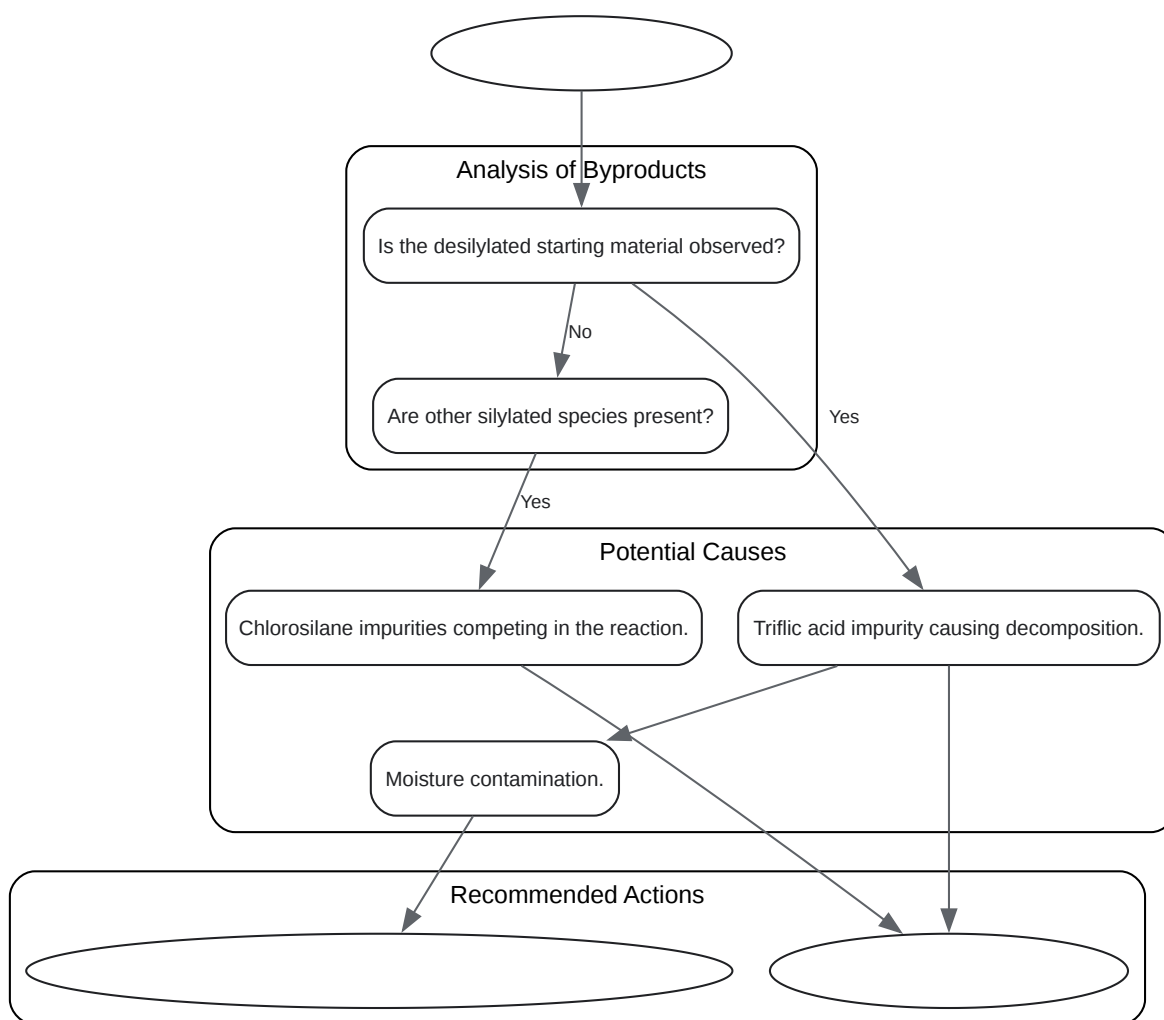 Analysis of Byproducts
Is the desilylated starting material observed?
No
Are other silylated species present?
Yes
Yes
Potential Causes
Chlorosilane impurities competing in the reaction.
Triflic acid impurity causing decomposition.
Moisture contamination.
Recommended Actions